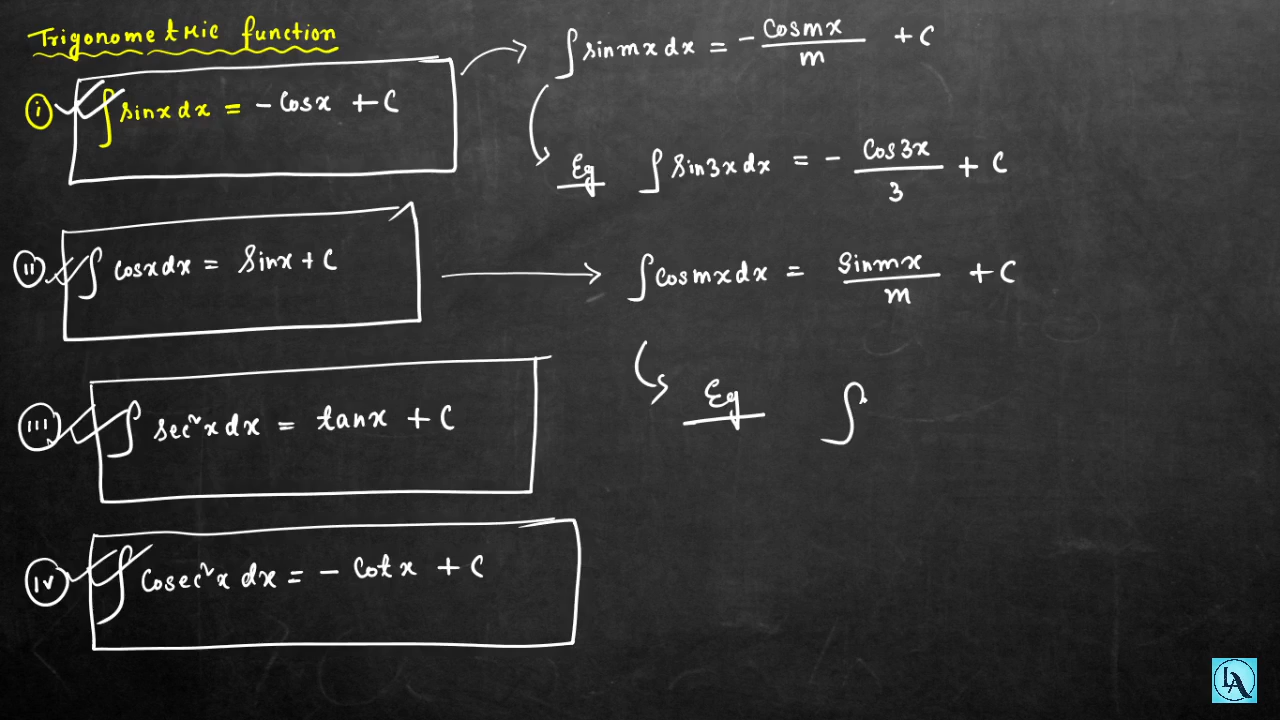 Trigonometric function
(i) ∫ sinx dx = - cosx + C
→ ∫ sinmx dx = - cosmx/m + C
Eg ∫ sin3x dx = - cos3x/3 + C
(ii) ∫ cosx dx = sinx + C
→ ∫ cosmx dx = sinmx/m + C
Eg ∫
(iii) ∫ sec²x dx = tanx + C
(iv) ∫ cosec²x dx = - cotx + C
LA